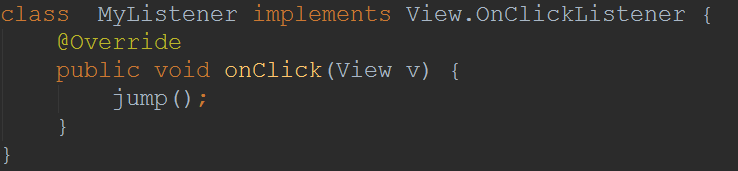 class  MyListener implements View.OnClickListener {
    @Override
    public void onClick(View v) {
        jump();
    }
}